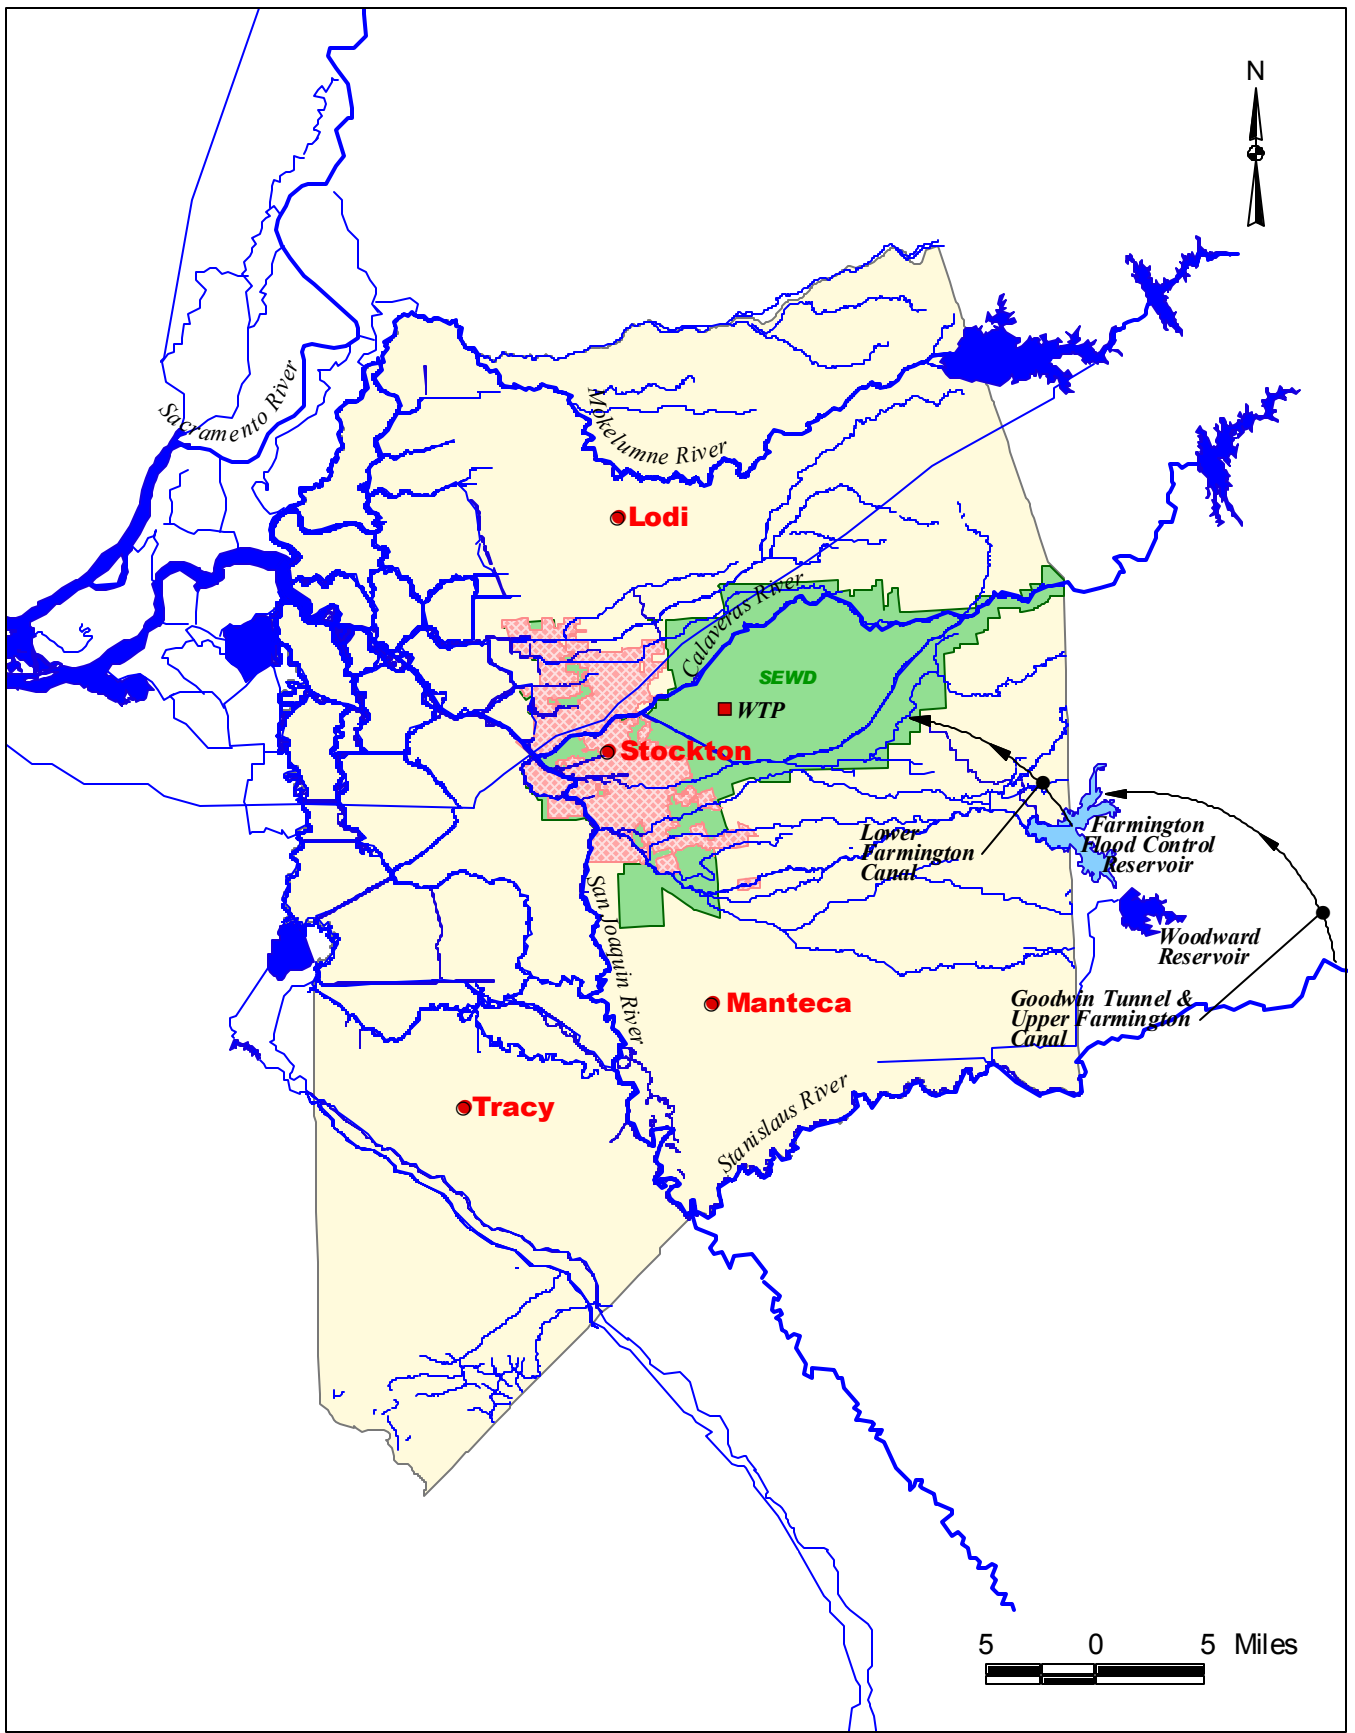 N
Sacramento River
Mokelumne River
Lodi
Calaveras River
SEWD
WTP
Stockton
Lower
Farmington
Canal
Farmington
Flood Control
Reservoir
San Joaquin River
Woodward
Reservoir
Manteca
Goodwin Tunnel &
Upper Farmington
Canal
Tracy
Stanislaus River
5 0 5 Miles